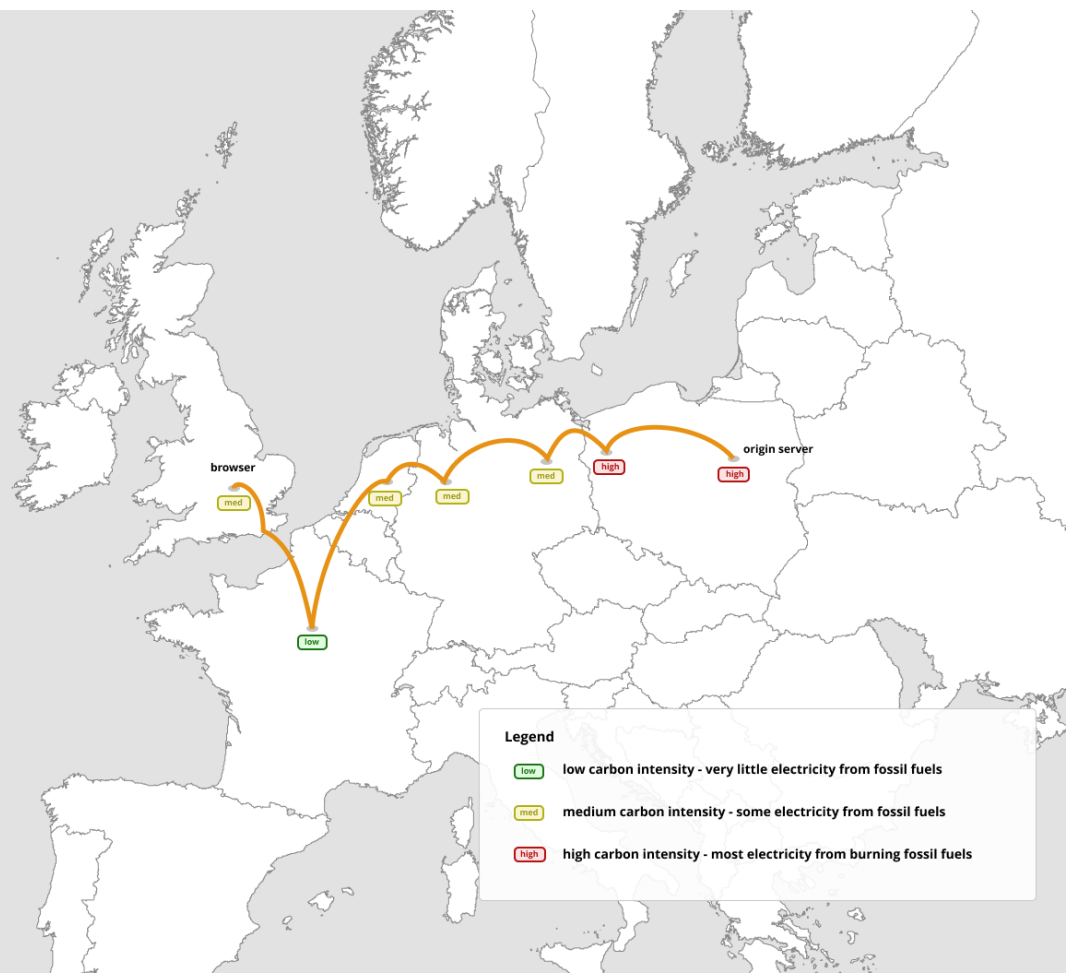 origin server
browser
high
med
high
med
med
med
low
Legend
low low carbon intensity - very little electricity from fossil fuels
med medium carbon intensity - some electricity from fossil fuels
high high carbon intensity - most electricity from burning fossil fuels